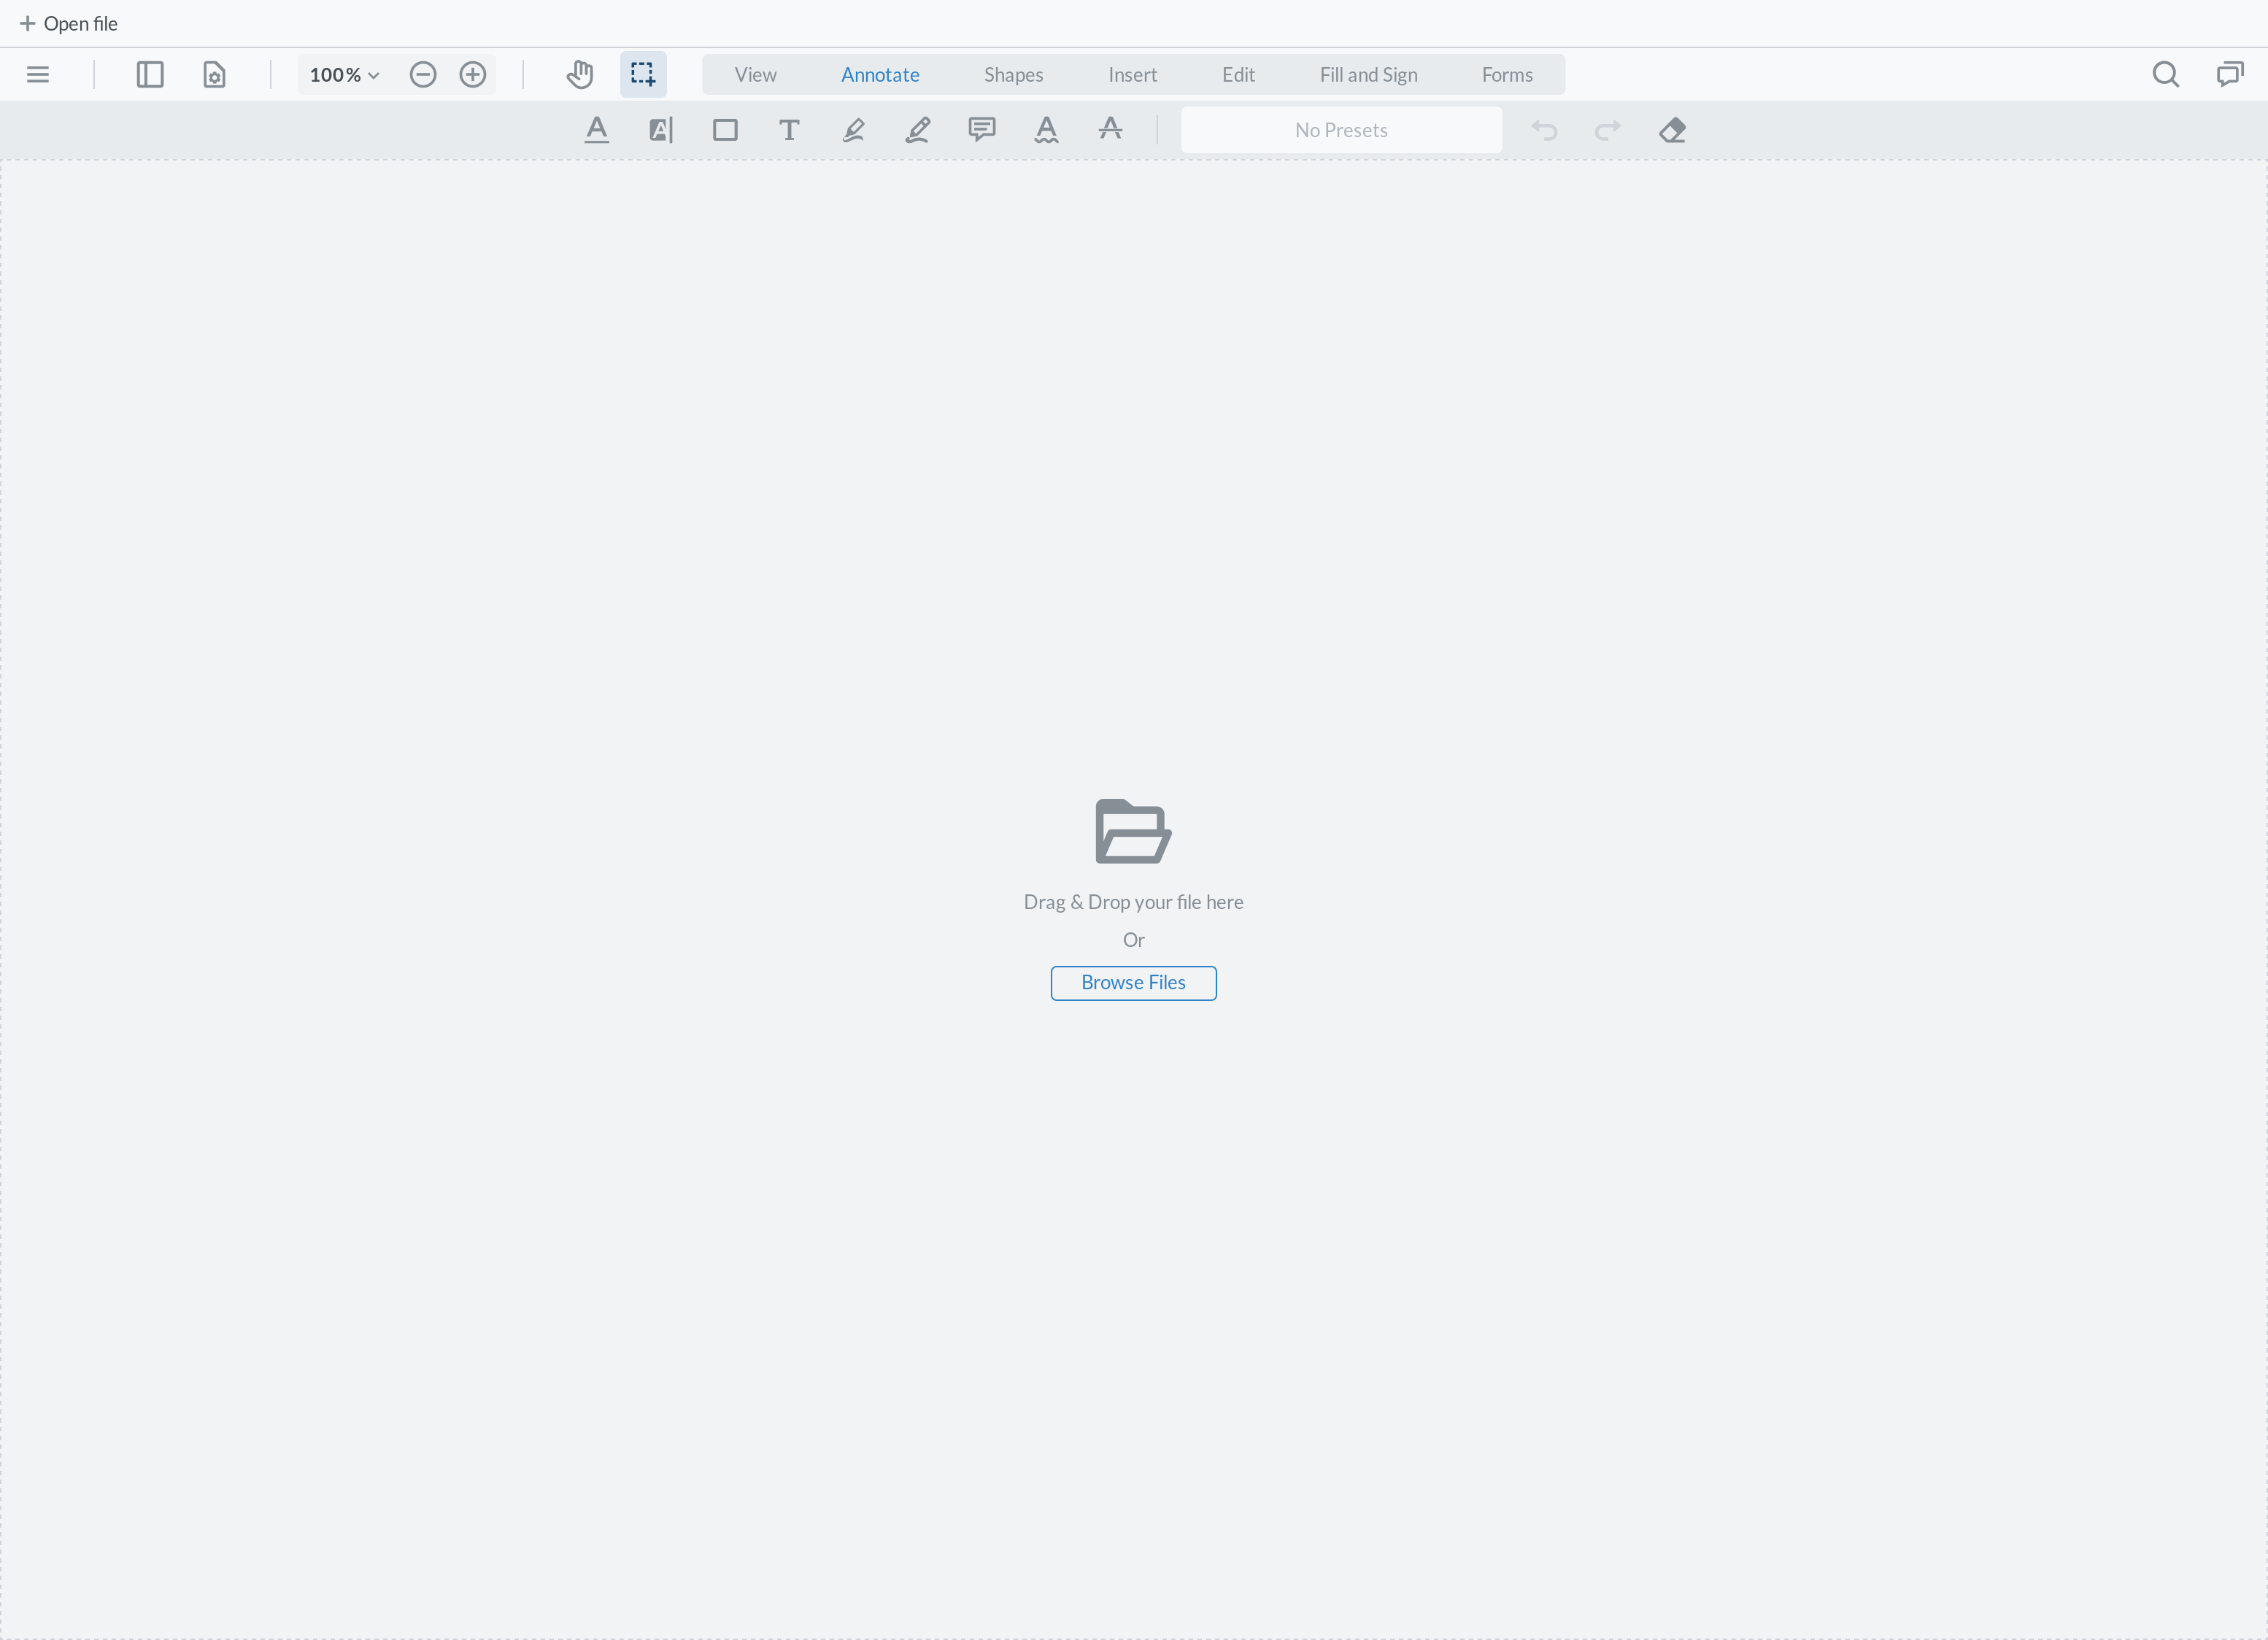 Open file
100%
View Annotate Shapes Insert Edit Fill and Sign Forms
No Presets
Drag & Drop your file here
Or
Browse Files